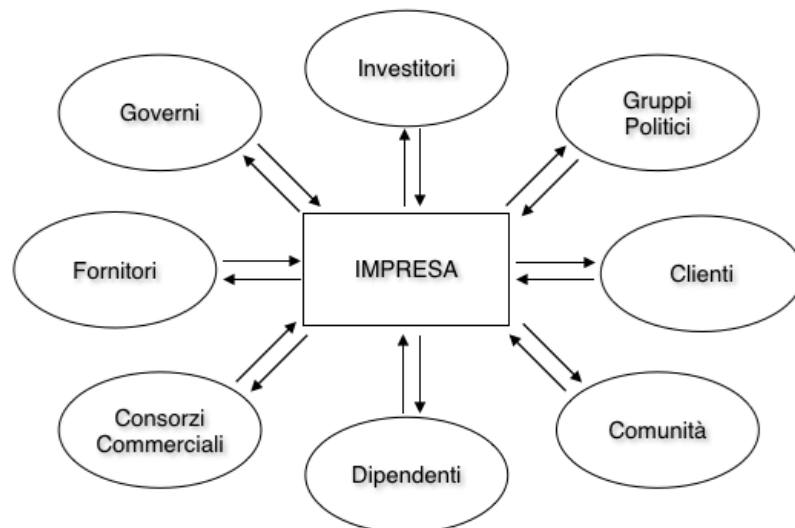 Investitori
Governi
Gruppi
Politici
Fornitori
IMPRESA
Clienti
Consorzi
Commerciali
Comunità
Dipendenti